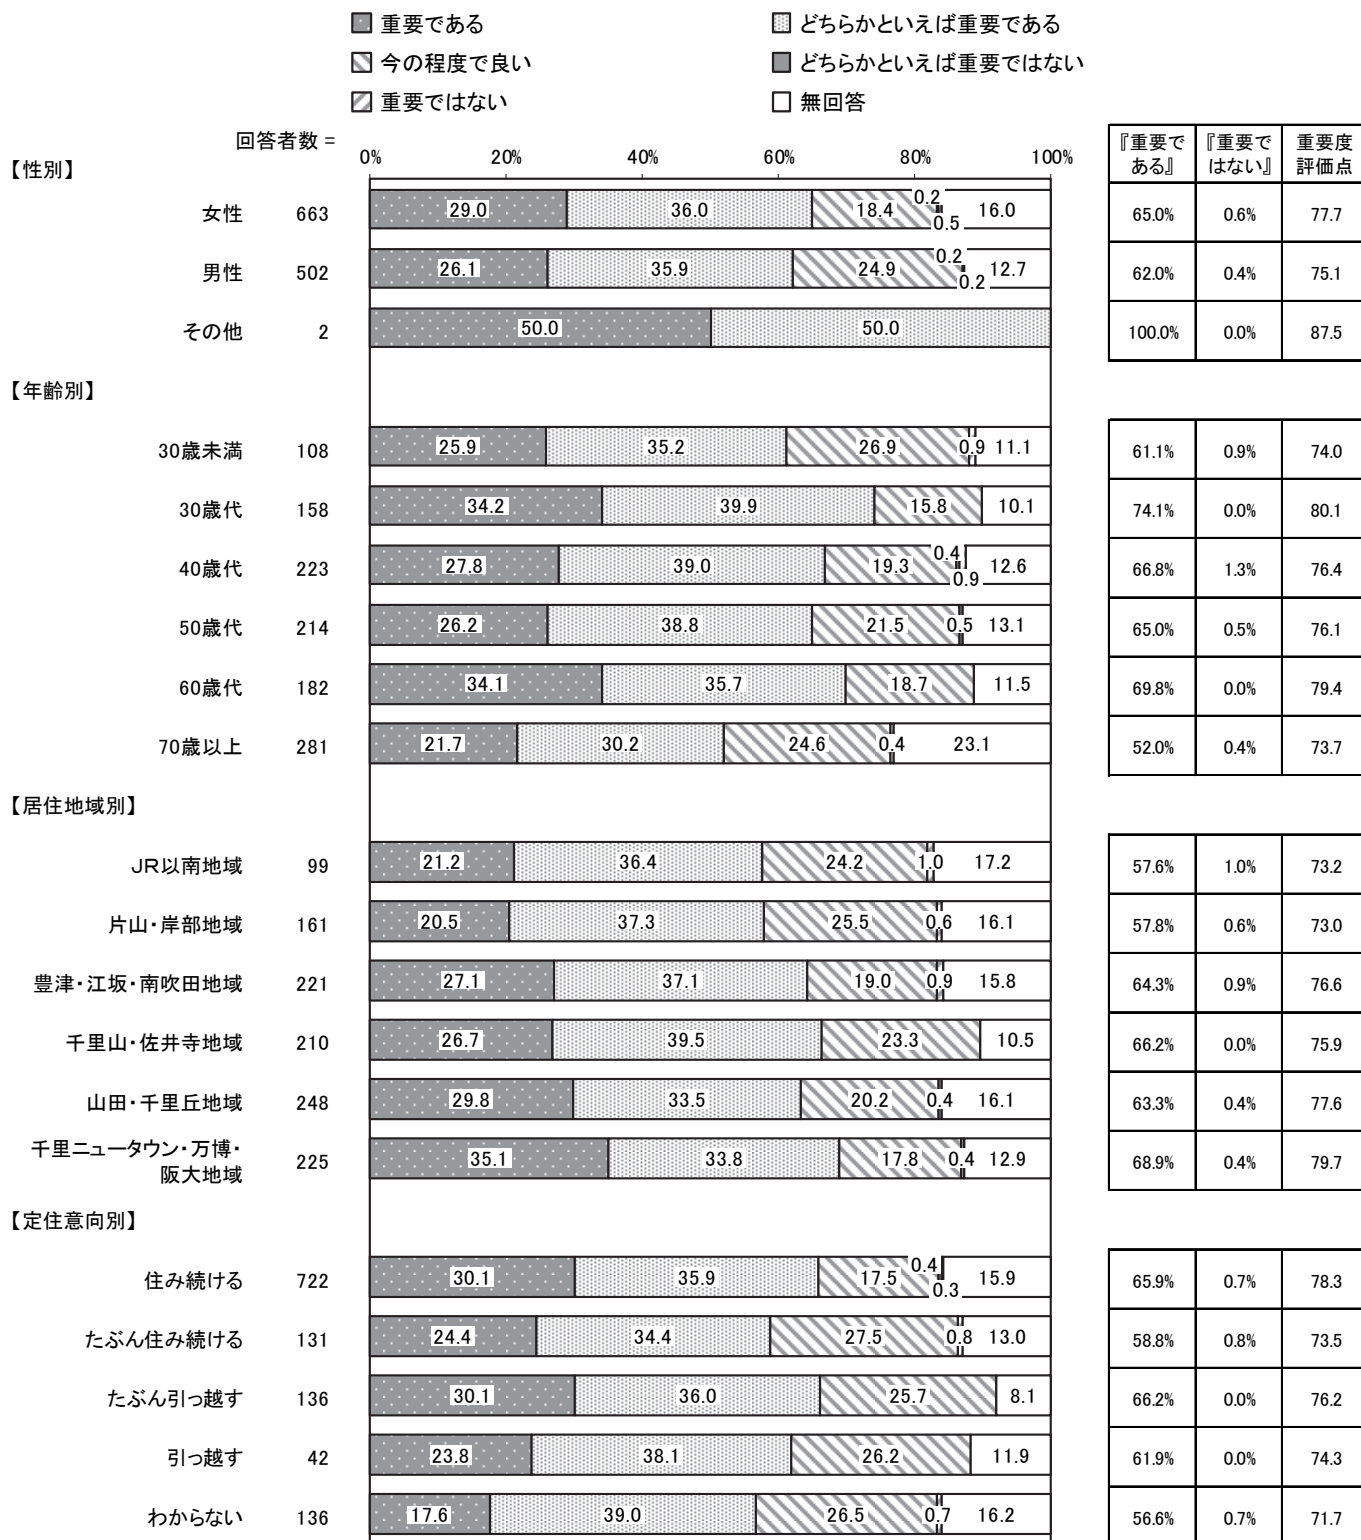 重要である どちらかといえば重要である
今の程度で良い どちらかといえば重要ではない
重要ではない 無回答
回答者数 =
【性別】
0% 20% 40% 60% 80% 100%
『重要で 『重要で 重要度
ある』 はない』 評価点
女性 663 29.0 36.0 18.4 0.2 0.5 16.0 65.0% 0.6% 77.7
男性 502 26.1 35.9 24.9 0.2 0.2 12.7 62.0% 0.4% 75.1
その他 2 50.0 50.0 100.0% 0.0% 87.5
【年齢別】
30歳未満 108 25.9 35.2 26.9 0.9 11.1 61.1% 0.9% 74.0
30歳代 158 34.2 39.9 15.8 10.1 74.1% 0.0% 80.1
40歳代 223 27.8 39.0 19.3 0.4 0.9 12.6 66.8% 1.3% 76.4
50歳代 214 26.2 38.8 21.5 0.5 13.1 65.0% 0.5% 76.1
60歳代 182 34.1 35.7 18.7 11.5 69.8% 0.0% 79.4
70歳以上 281 21.7 30.2 24.6 0.4 23.1 52.0% 0.4% 73.7
【居住地域別】
JR以南地域 99 21.2 36.4 24.2 1.0 17.2 57.6% 1.0% 73.2
片山・岸部地域 161 20.5 37.3 25.5 0.6 16.1 57.8% 0.6% 73.0
豊津・江坂・南吹田地域 221 27.1 37.1 19.0 0.9 15.8 64.3% 0.9% 76.6
千里山・佐井寺地域 210 26.7 39.5 23.3 10.5 66.2% 0.0% 75.9
山田・千里丘地域 248 29.8 33.5 20.2 0.4 16.1 63.3% 0.4% 77.6
千里ニュータウン・万博・
阪大地域 225 35.1 33.8 17.8 0.4 12.9 68.9% 0.4% 79.7
【定住意向別】
住み続ける 722 30.1 35.9 17.5 0.4 0.3 15.9 65.9% 0.7% 78.3
たぶん住み続ける 131 24.4 34.4 27.5 0.8 13.0 58.8% 0.8% 73.5
たぶん引っ越す 136 30.1 36.0 25.7 8.1 66.2% 0.0% 76.2
引っ越す 42 23.8 38.1 26.2 11.9 61.9% 0.0% 74.3
わからない 136 17.6 39.0 26.5 0.7 16.2 56.6% 0.7% 71.7